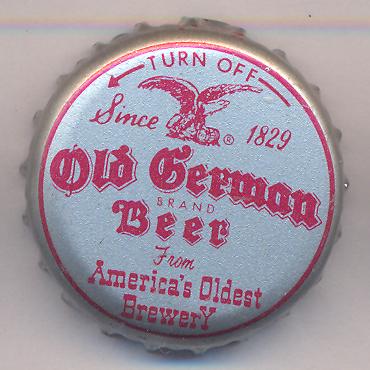 TURN OFF
Since ® 1829
Old German
BRAND
Beer
From
America's Oldest
BrewerY